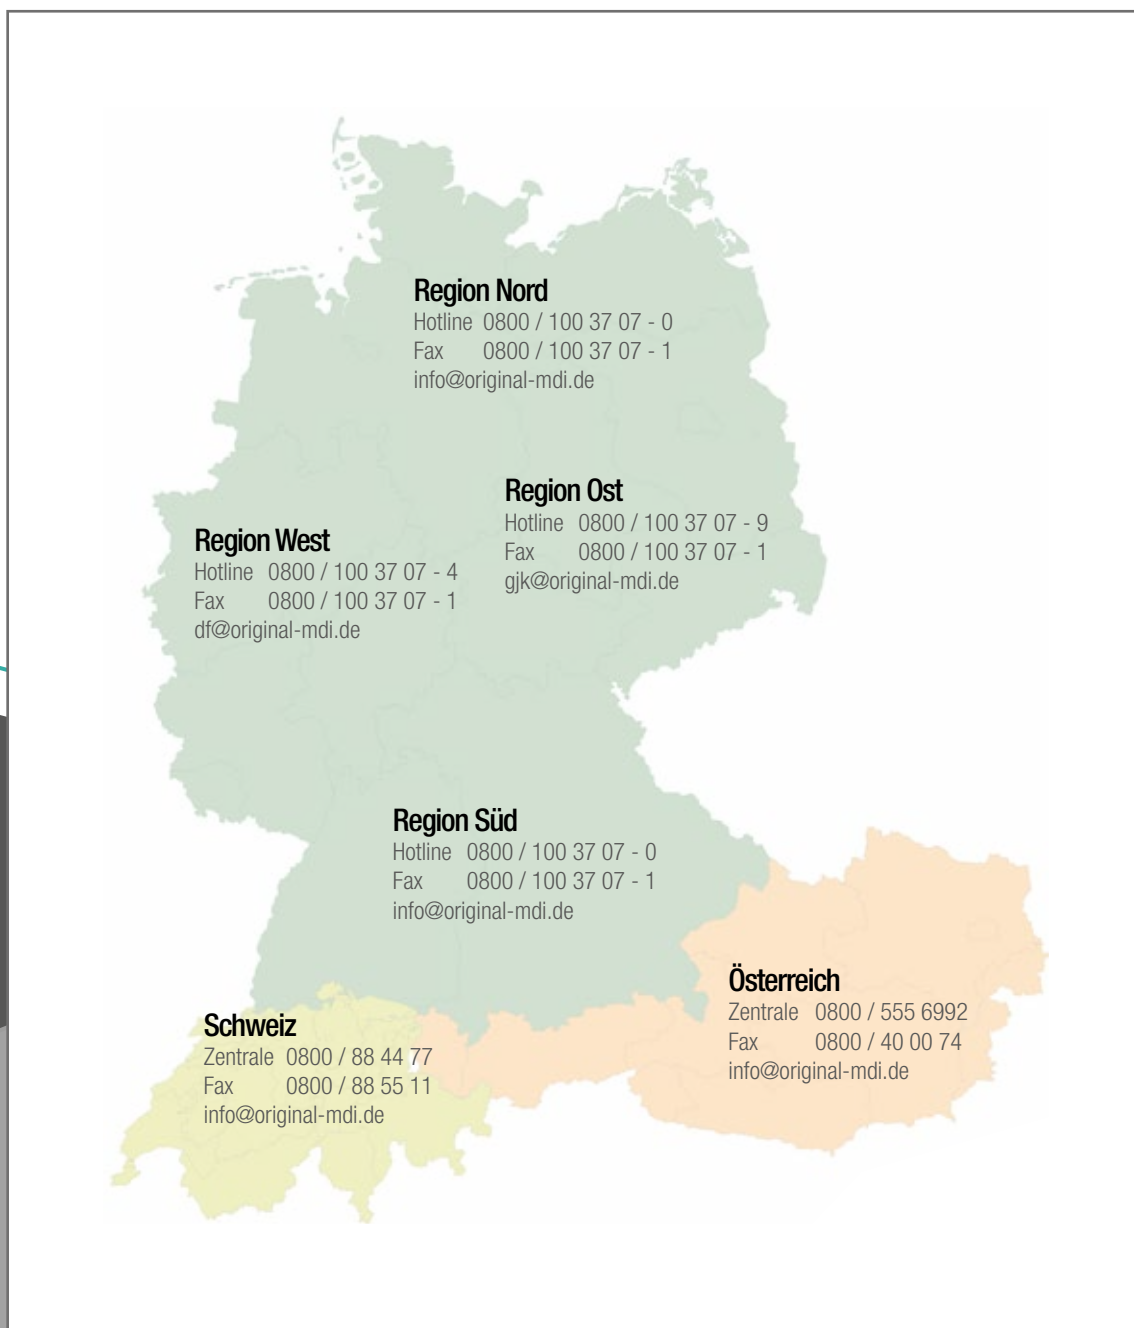 Region Nord
Hotline 0800 / 100 37 07 - 0
Fax 0800 / 100 37 07 - 1
info@original-mdi.de
Region Ost
Hotline 0800 / 100 37 07 - 9
Fax 0800 / 100 37 07 - 1
gjk@original-mdi.de
Region West
Hotline 0800 / 100 37 07 - 4
Fax 0800 / 100 37 07 - 1
df@original-mdi.de
Region Süd
Hotline 0800 / 100 37 07 - 0
Fax 0800 / 100 37 07 - 1
info@original-mdi.de
Österreich
Zentrale 0800 / 555 6992
Fax 0800 / 40 00 74
info@original-mdi.de
Schweiz
Zentrale 0800 / 88 44 77
Fax 0800 / 88 55 11
info@original-mdi.de